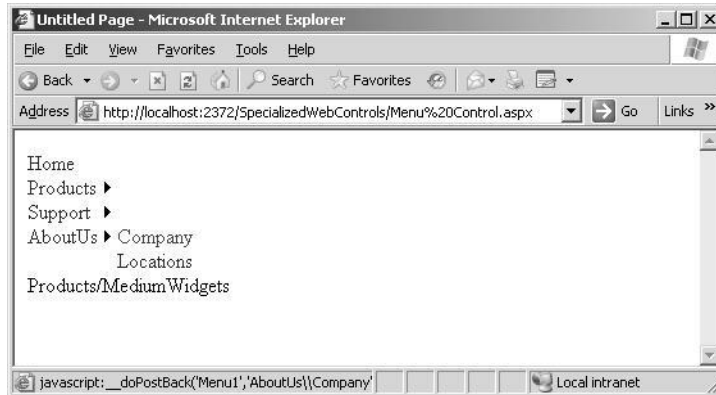 Untitled Page - Microsoft Internet Explorer
File Edit View Favorites Tools Help
Back Search Favorites
Address http://localhost:2372/SpecializedWebControls/Menu%20Control.aspx Go Links »
Home
Products
Support
AboutUs Company
Locations
Products/MediumWidgets
javascript:__doPostBack('Menu1','AboutUs\\Company' Local intranet